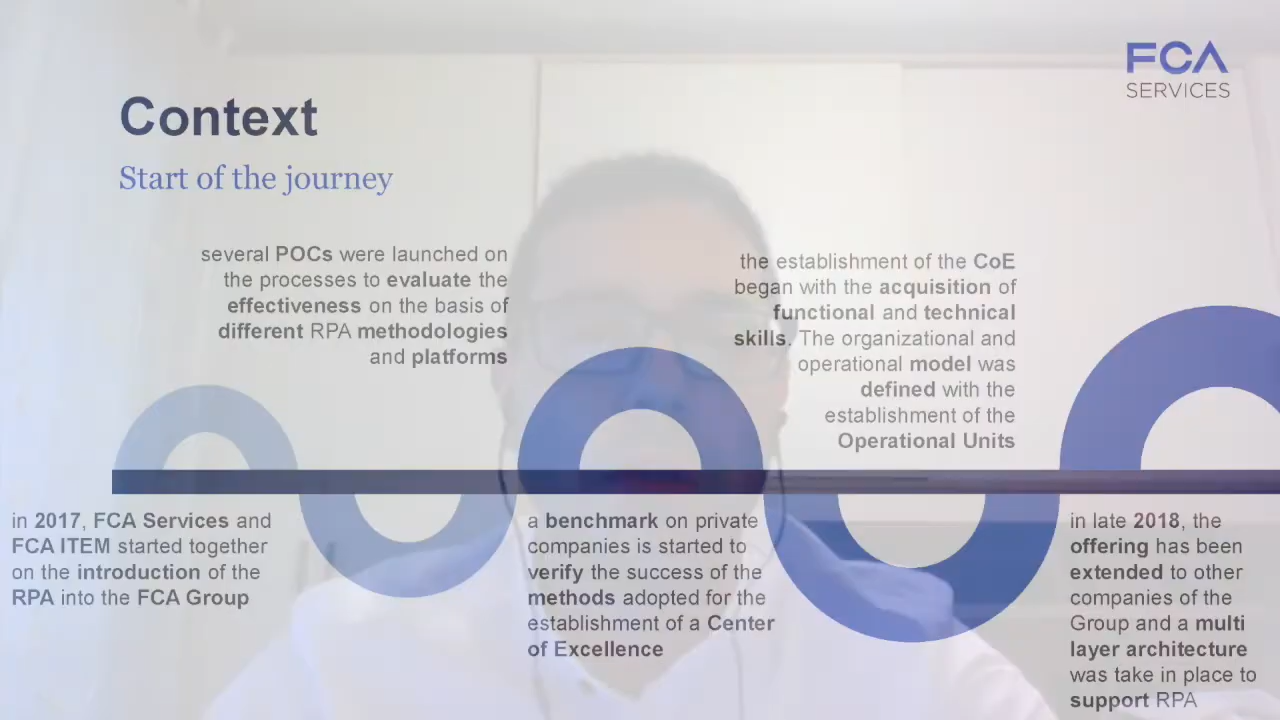 FCA
SERVICES
Context
Start of the journey
several POCs were launched on
the processes to evaluate the
effectiveness on the basis of
different RPA methodologies
and platforms
the establishment of the CoE
began with the acquisition of
functional and technical
skills. The organizational and
operational model was
defined with the
establishment of the
Operational Units
in 2017, FCA Services and
FCA ITEM started together
on the introduction of the
RPA into the FCA Group
a benchmark on private
companies is started to
verify the success of the
methods adopted for the
establishment of a Center
of Excellence
in late 2018, the
offering has been
extended to other
companies of the
Group and a multi
layer architecture
was take in place to
support RPA